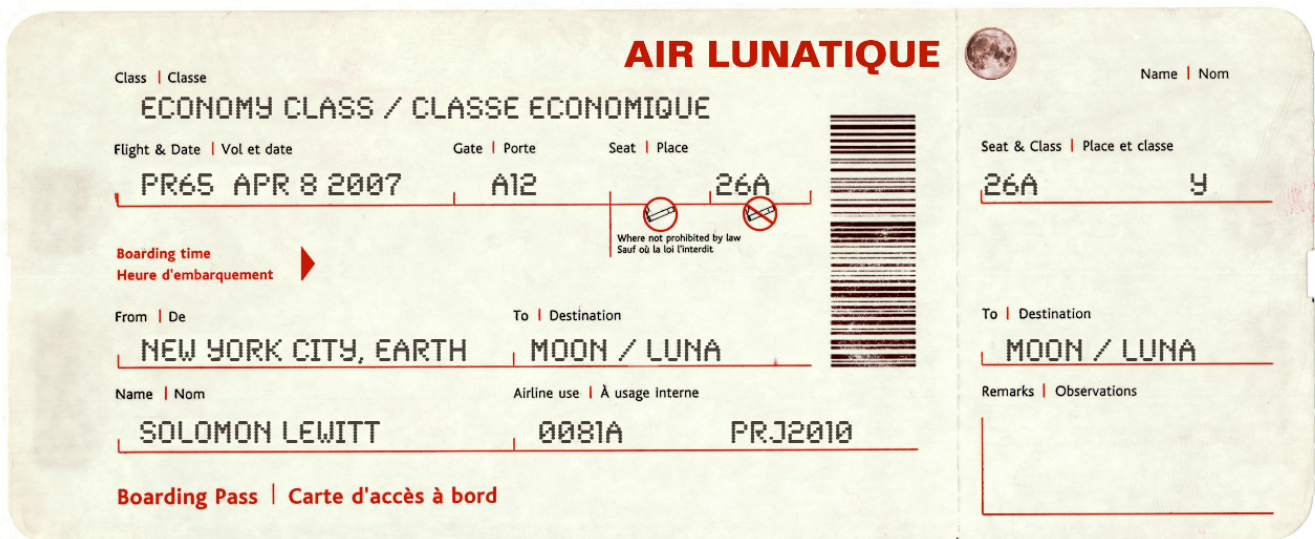 AIR LUNATIQUE
Class | Classe
Name | Nom
ECONOMY CLASS / CLASSE ECONOMIQUE
Flight & Date | Vol et date
Gate | Porte
Seat | Place
Seat & Class | Place et classe
PR65 APR 8 2007
A12
26A
26A Y
Where not prohibited by law
Sauf où la loi l'interdit
Boarding time
Heure d'embarquement
From | De
To | Destination
To | Destination
NEW YORK CITY, EARTH
MOON / LUNA
MOON / LUNA
Name | Nom
Airline use | À usage interne
Remarks | Observations
SOLOMON LEWITT
0081A PRJ2010
Boarding Pass | Carte d'accès à bord